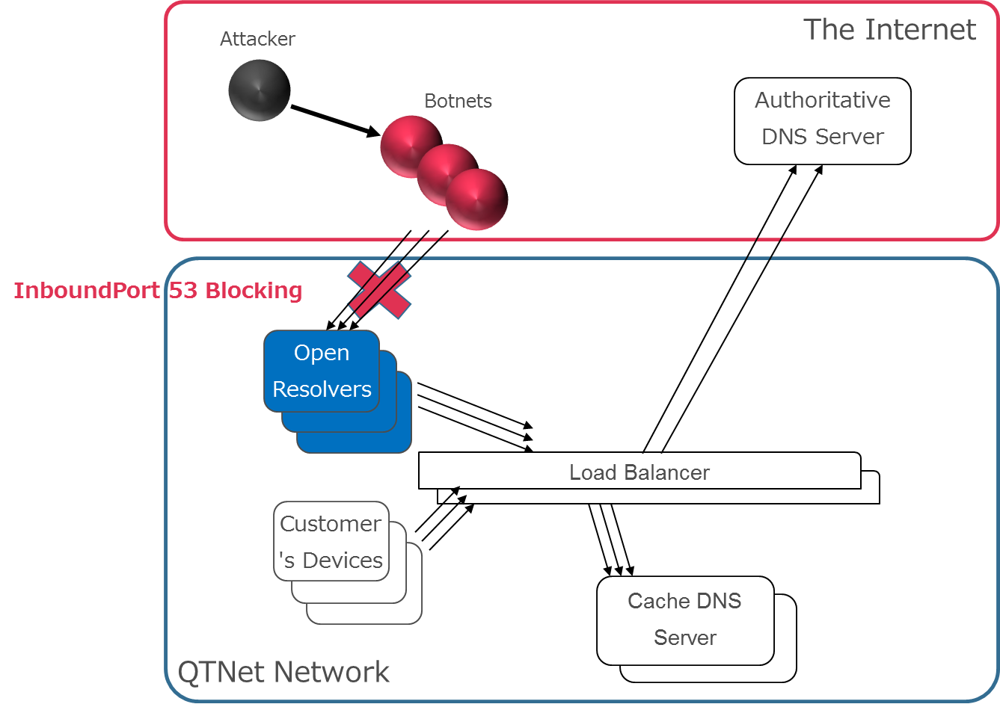 The Internet
Attacker
Botnets
Authoritative
DNS Server
InboundPort 53 Blocking
Open
Resolvers
Load Balancer
Customer
's Devices
Cache DNS
Server
QTNet Network